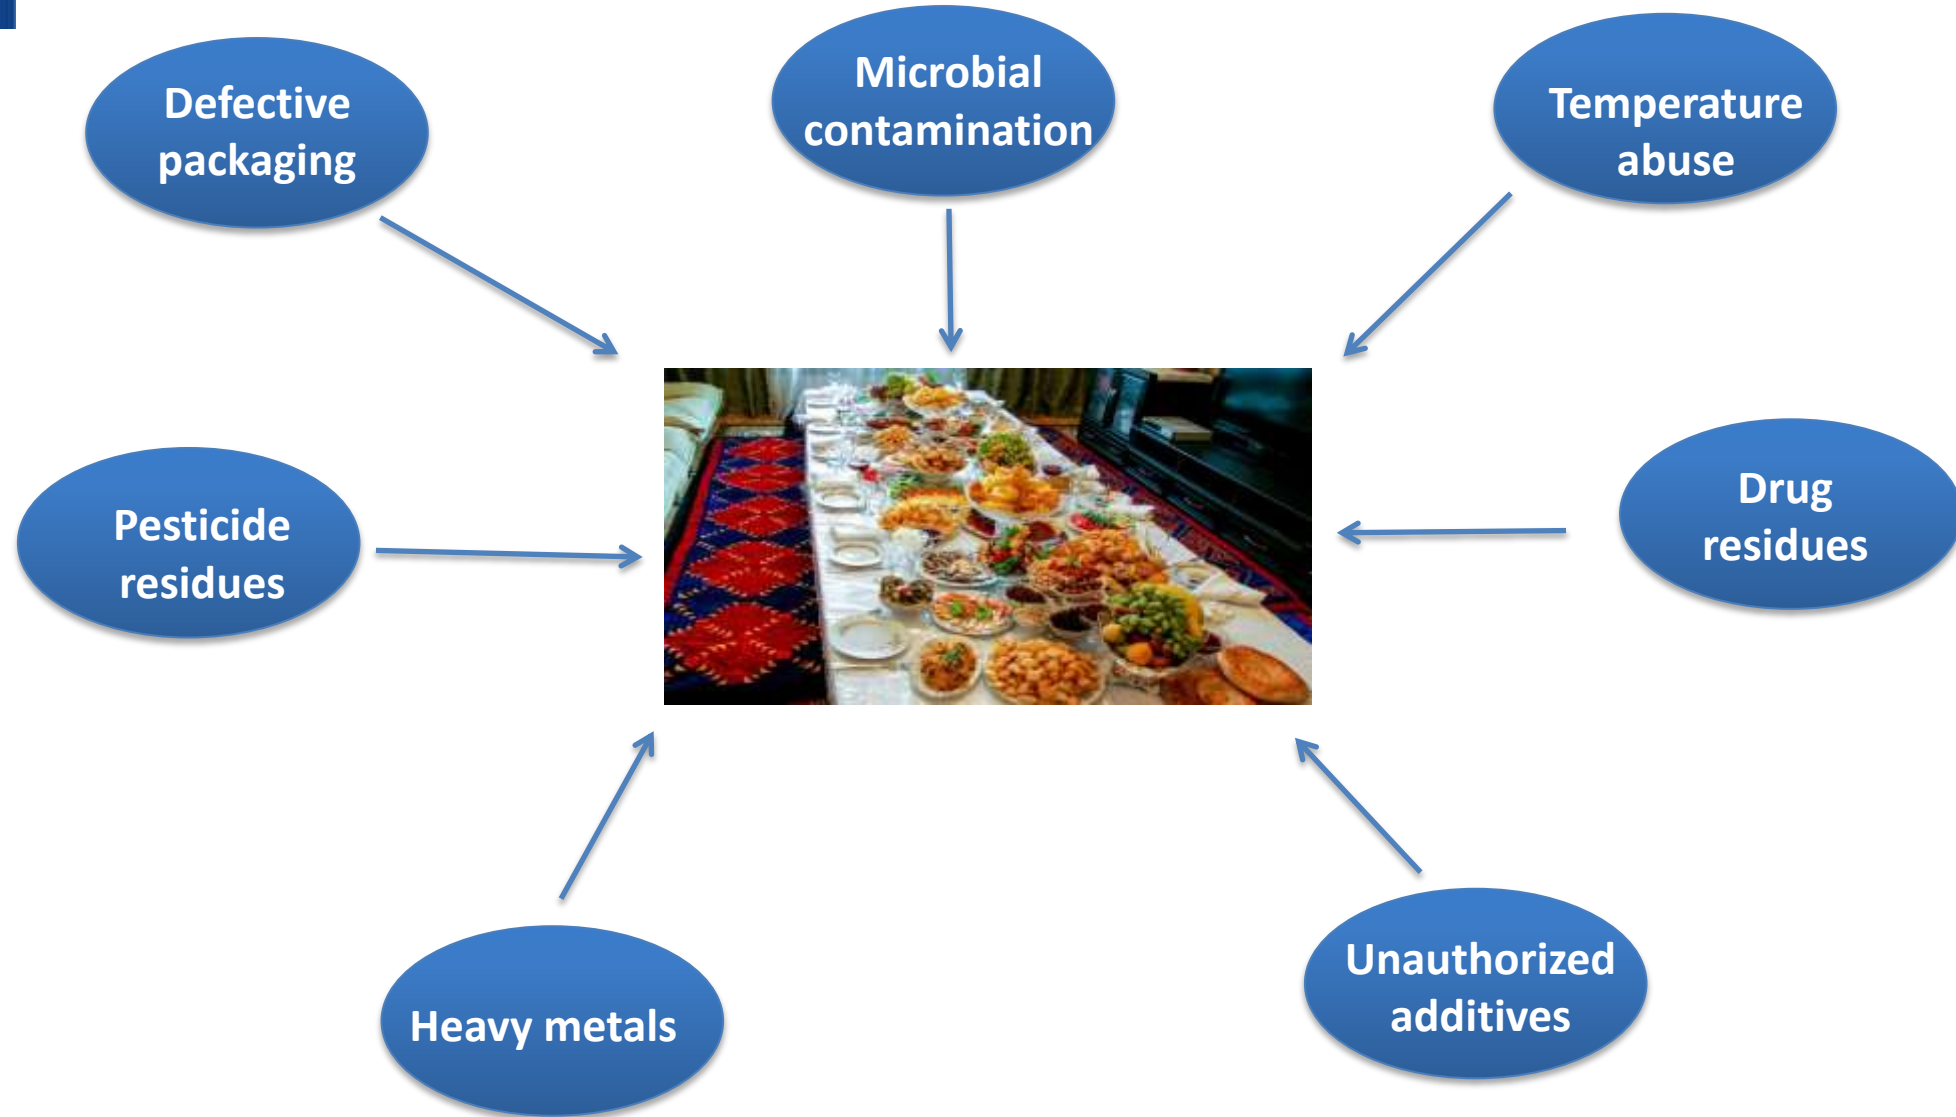 Defective
packaging
Microbial
contamination
Temperature
abuse
Pesticide
residues
Drug
residues
Heavy metals
Unauthorized
additives